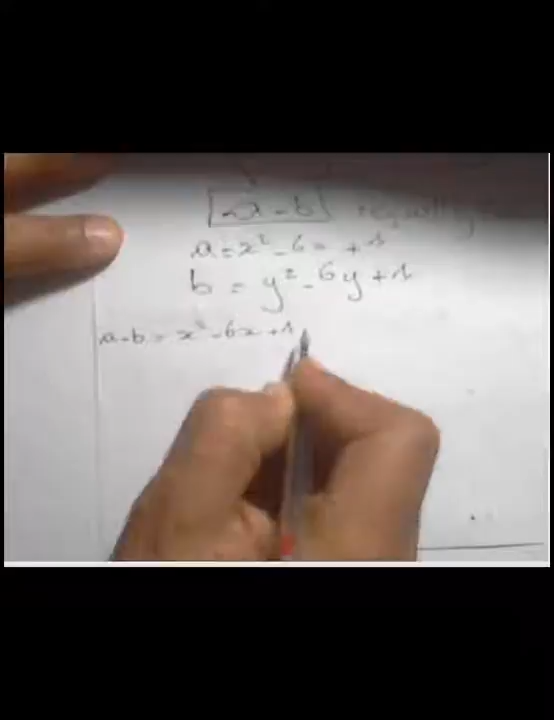 a - b
a = x² - 6x + 1
b = y² - 6y + 1
a - b = x² - 6x + 1